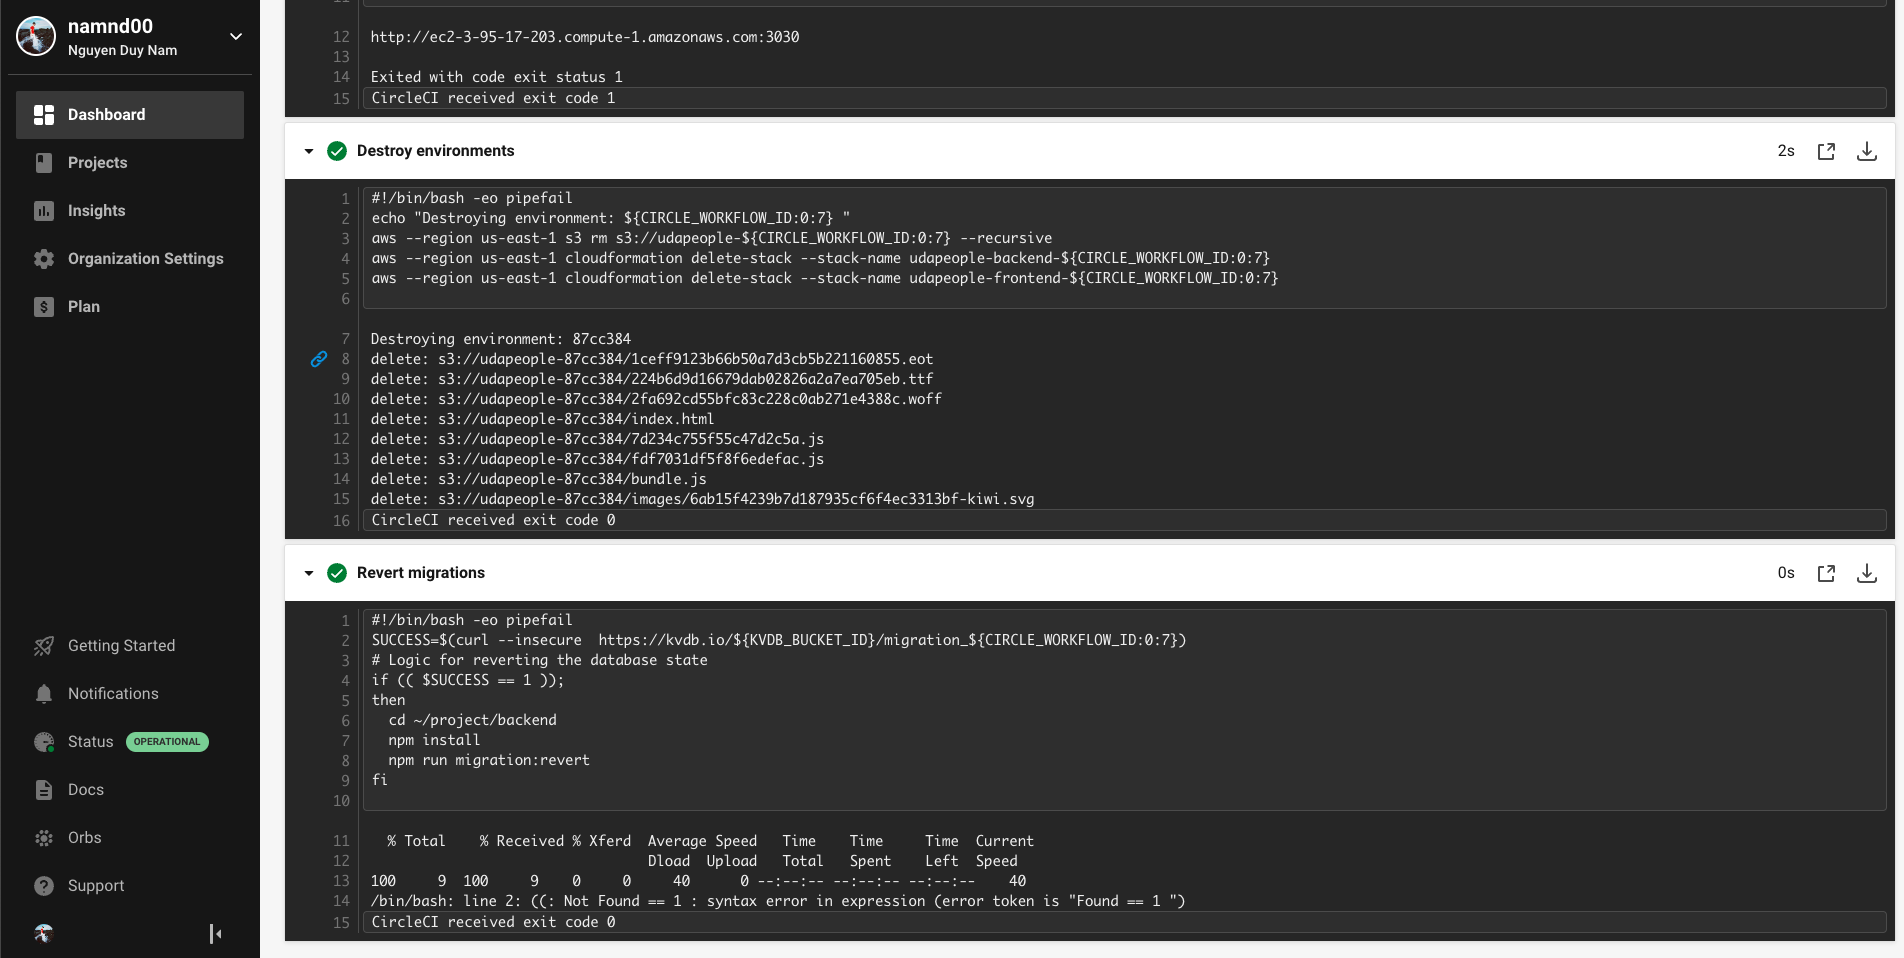 namnd00
Nguyen Duy Nam
Dashboard
Projects
Insights
Organization Settings
Plan
Getting Started
Notifications
Status OPERATIONAL
Docs
Orbs
Support
11
12 http://ec2-3-95-17-203.compute-1.amazonaws.com:3030
13
14 Exited with code exit status 1
15 CircleCI received exit code 1
Destroy environments 2s
1 #!/bin/bash -eo pipefail
2 echo "Destroying environment: ${CIRCLE_WORKFLOW_ID:0:7} "
3 aws --region us-east-1 s3 rm s3://udapeople-${CIRCLE_WORKFLOW_ID:0:7} --recursive
4 aws --region us-east-1 cloudformation delete-stack --stack-name udapeople-backend-${CIRCLE_WORKFLOW_ID:0:7}
5 aws --region us-east-1 cloudformation delete-stack --stack-name udapeople-frontend-${CIRCLE_WORKFLOW_ID:0:7}
6
7 Destroying environment: 87cc384
8 delete: s3://udapeople-87cc384/1ceff9123b66b50a7d3cb5b221160855.eot
9 delete: s3://udapeople-87cc384/224b6d9d16679dab02826a2a7ea705eb.ttf
10 delete: s3://udapeople-87cc384/2fa692cd55bfc83c228c0ab271e4388c.woff
11 delete: s3://udapeople-87cc384/index.html
12 delete: s3://udapeople-87cc384/7d234c755f55c47d2c5a.js
13 delete: s3://udapeople-87cc384/fdf7031df5f8f6edefac.js
14 delete: s3://udapeople-87cc384/bundle.js
15 delete: s3://udapeople-87cc384/images/6ab15f4239b7d187935cf6f4ec3313bf-kiwi.svg
16 CircleCI received exit code 0
Revert migrations 0s
1 #!/bin/bash -eo pipefail
2 SUCCESS=$(curl --insecure  https://kvdb.io/${KVDB_BUCKET_ID}/migration_${CIRCLE_WORKFLOW_ID:0:7})
3 # Logic for reverting the database state
4 if (( $SUCCESS == 1 ));
5 then
6   cd ~/project/backend
7   npm install
8   npm run migration:revert
9 fi
10
11   % Total    % Received % Xferd  Average Speed   Time    Time     Time  Current
12                                  Dload  Upload   Total   Spent    Left  Speed
13 100     9  100     9    0     0     40      0 --:--:-- --:--:-- --:--:--    40
14 /bin/bash: line 2: ((: Not Found == 1 : syntax error in expression (error token is "Found == 1 ")
15 CircleCI received exit code 0